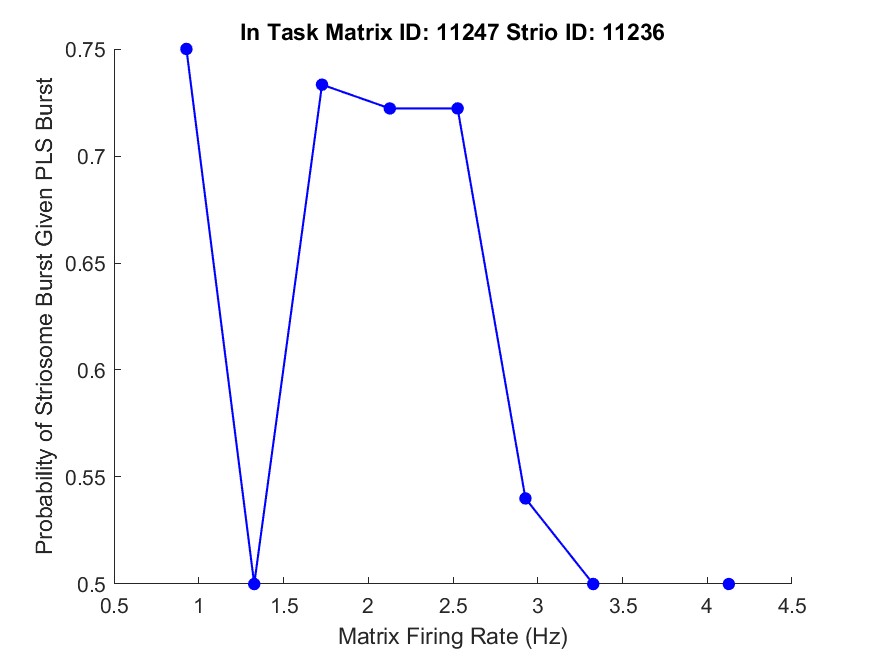 In Task Matrix ID: 11247 Strio ID: 11236
Probability of Striosome Burst Given PLS Burst
0.75
0.7
0.65
0.6
0.55
0.5
0.5 1 1.5 2 2.5 3 3.5 4 4.5
Matrix Firing Rate (Hz)